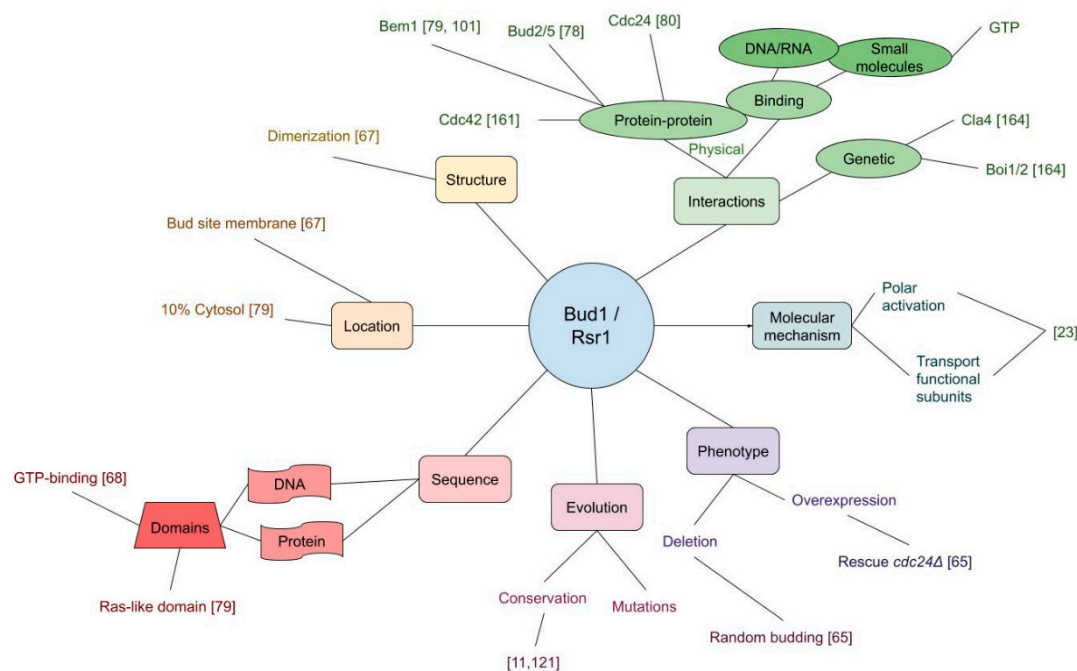 Cdc24 [80]
Bem1 [79, 101]
Bud2/5 [78]
GTP
DNA/RNA
Small
molecules
Binding
Cdc42 [161]
Protein-protein
Cla4 [164]
Dimerization [67]
Physical
Genetic
Structure
Boi1/2 [164]
Interactions
Bud site membrane [67]
Polar
activation
10% Cytosol [79]
Location
Bud1 /
Rsr1
Molecular
mechanism
[23]
Transport
functional
subunits
Phenotype
GTP-binding [68]
DNA
Sequence
Overexpression
Evolution
Domains
Protein
Deletion
Rescue cdc24Δ [65]
Conservation
Mutations
Ras-like domain [79]
Random budding [65]
[11,121]